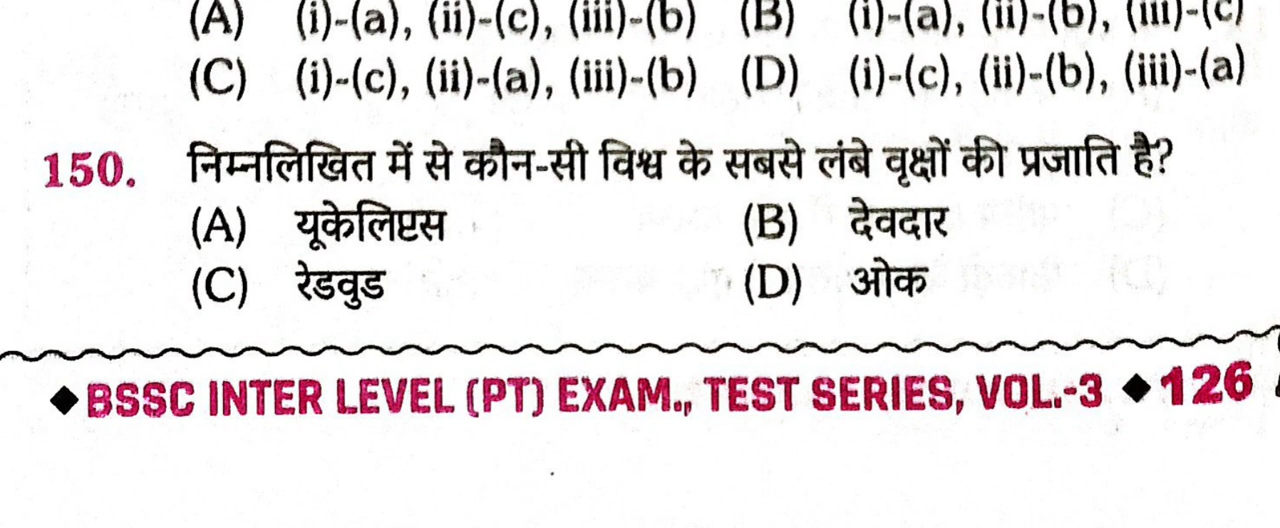 (A) (i)-(a), (ii)-(c), (iii)-(b) (B) (i)-(a), (ii)-(b), (iii)-(c)
(C) (i)-(c), (ii)-(a), (iii)-(b) (D) (i)-(c), (ii)-(b), (iii)-(a)
150. निम्नलिखित में से कौन-सी विश्व के सबसे लंबे वृक्षों की प्रजाति है?
(A) यूकेलिप्टस (B) देवदार
(C) रेडवुड (D) ओक
◆BSSC INTER LEVEL (PT) EXAM., TEST SERIES, VOL.-3 ◆126